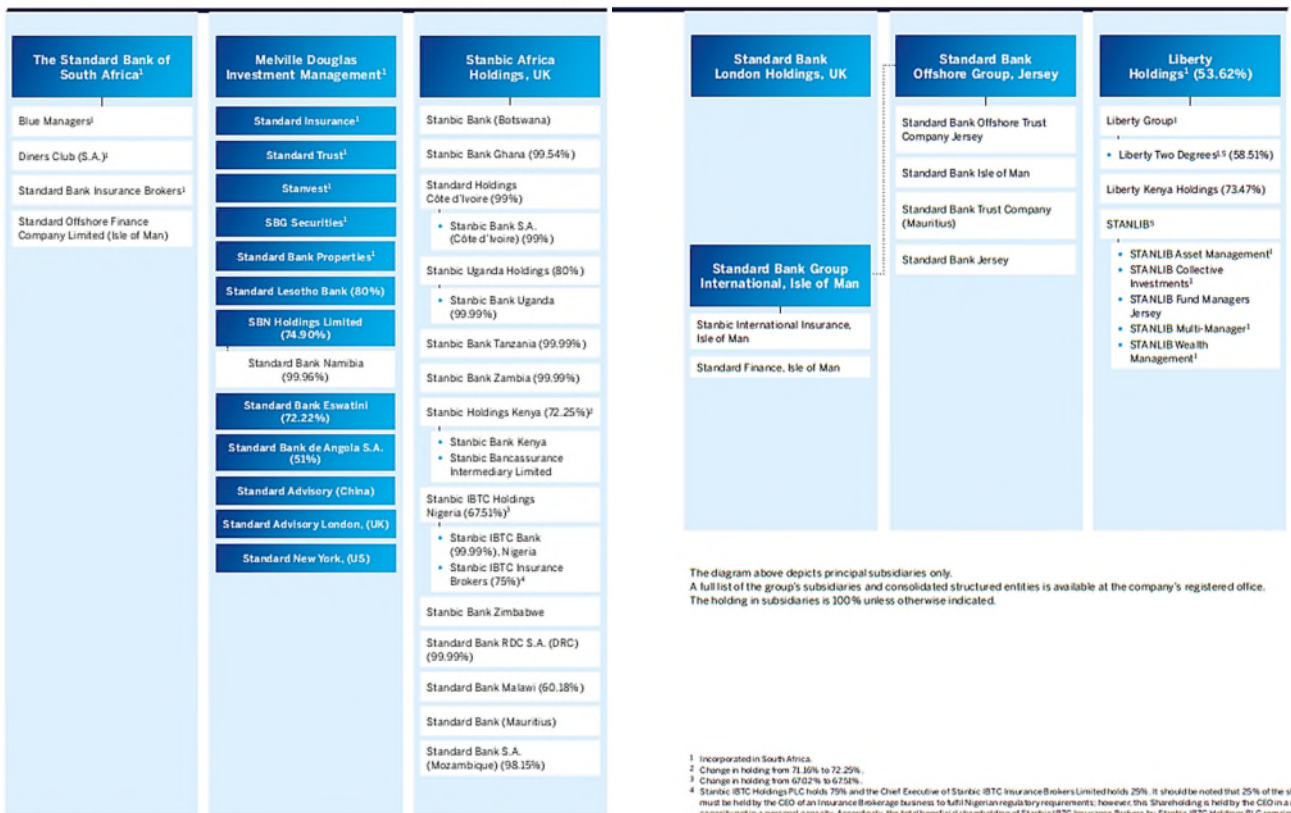 The Standard Bank of
South Africa¹
Blue Managers¹
Diners Club (S.A.)¹
Standard Bank Insurance Brokers¹
Standard Offshore Finance
Company Limited (Isle of Man)
Melville Douglas
Investment Management¹
Standard Insurance¹
Standard Trust¹
Stanvest¹
SBG Securities¹
Standard Bank Properties¹
Standard Lesotho Bank (80%)
SBN Holdings Limited
(74.90%)
Standard Bank Namibia
(99.96%)
Standard Bank Eswatini
(72.22%)
Standard Bank de Angola S.A.
(51%)
Standard Advisory (China)
Standard Advisory London, (UK)
Standard New York, (US)
Stanbic Africa
Holdings, UK
Stanbic Bank (Botswana)
Stanbic Bank Ghana (99.54%)
Standard Holdings
Côte d'Ivoire (99%)
• Stanbic Bank S.A.
(Côte d'Ivoire) (99%)
Stanbic Uganda Holdings (80%)
• Stanbic Bank Uganda
(99.99%)
Stanbic Bank Tanzania (99.99%)
Stanbic Bank Zambia (99.99%)
Stanbic Holdings Kenya (72.25%)²
• Stanbic Bank Kenya
• Stanbic Bancassurance
Intermediary Limited
Stanbic IBTC Holdings
Nigeria (67.51%)³
• Stanbic IBTC Bank
(99.99%), Nigeria
• Stanbic IBTC Insurance
Brokers (75%)⁴
Stanbic Bank Zimbabwe
Standard Bank RDC S.A. (DRC)
(99.99%)
Standard Bank Malawi (60.18%)
Standard Bank (Mauritius)
Standard Bank S.A.
(Mozambique) (98.15%)
Standard Bank
London Holdings, UK
Standard Bank Group
International, Isle of Man
Stanbic International Insurance,
Isle of Man
Standard Finance, Isle of Man
Standard Bank
Offshore Group, Jersey
Standard Bank Offshore Trust
Company Jersey
Standard Bank Isle of Man
Standard Bank Trust Company
(Mauritius)
Standard Bank Jersey
Liberty
Holdings¹ (53.62%)
Liberty Group¹
• Liberty Two Degrees¹˒⁵ (58.51%)
Liberty Kenya Holdings (73.47%)
STANLIB⁵
• STANLIB Asset Management¹
• STANLIB Collective
Investments¹
• STANLIB Fund Managers
Jersey
• STANLIB Multi-Manager¹
• STANLIB Wealth
Management¹
The diagram above depicts principal subsidiaries only.
A full list of the group's subsidiaries and consolidated structured entities is available at the company's registered office.
The holding in subsidiaries is 100% unless otherwise indicated.
¹ Incorporated in South Africa.
² Change in holding from 71.16% to 72.25%.
³ Change in holding from 67.02% to 67.51%.
⁴ Stanbic IBTC Holdings PLC holds 75% and the Chief Executive of Stanbic IBTC Insurance Brokers Limited holds 25%. It should be noted that 25% of the
must be held by the CEO of an Insurance Brokerage business to fulfil Nigerian regulatory requirements; however, this Shareholding is held by the CEO in a